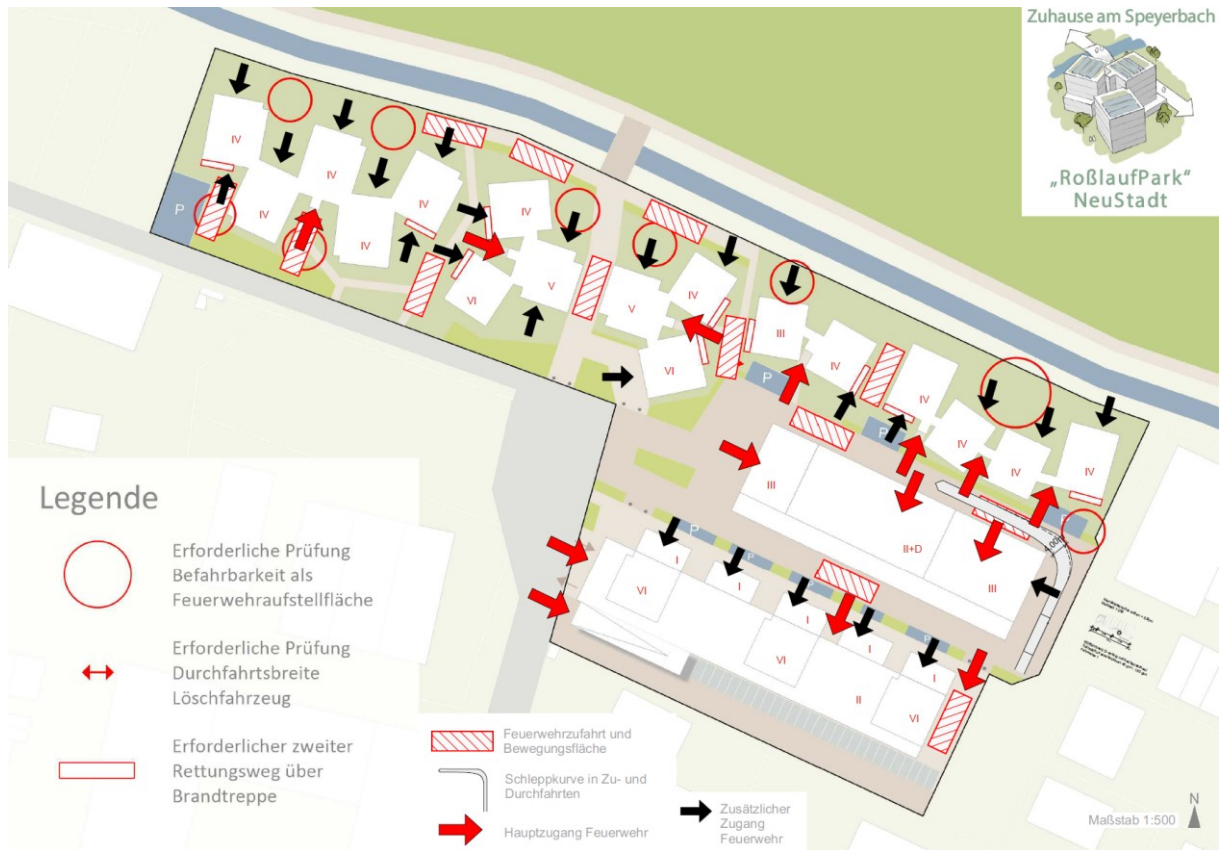 Zuhause am Speyerbach
„RoßlaufPark“
NeuStadt
IV
IV
IV
IV
IV
IV
IV
P
VI
V
V
IV
VI
III
IV
IV
IV
IV
IV
P
P
P
III
II+D
III
4,00
P
P
I
I
I
I
I
VI
VI
II
VI
Legende
Erforderliche Prüfung
Befahrbarkeit als
Feuerwehraufstellfläche
Erforderliche Prüfung
Durchfahrtsbreite
Löschfahrzeug
Erforderlicher zweiter
Rettungsweg über
Brandtreppe
Feuerwehrzufahrt und
Bewegungsfläche
Schleppkurve in Zu- und
Durchfahrten
Hauptzugang Feuerwehr
Zusätzlicher
Zugang
Feuerwehr
N
Maßstab 1:500